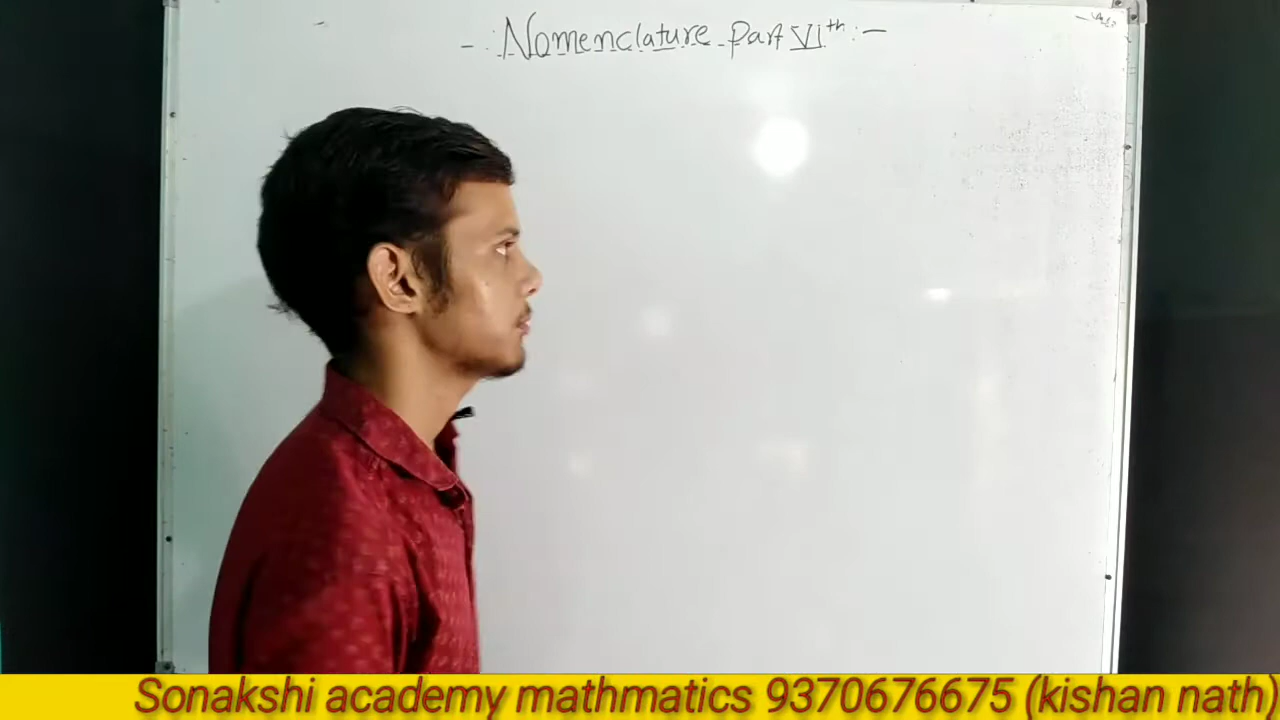 - : Nomenclature Part VIth : -
Sonakshi academy mathmatics 9370676675 (kishan nath)